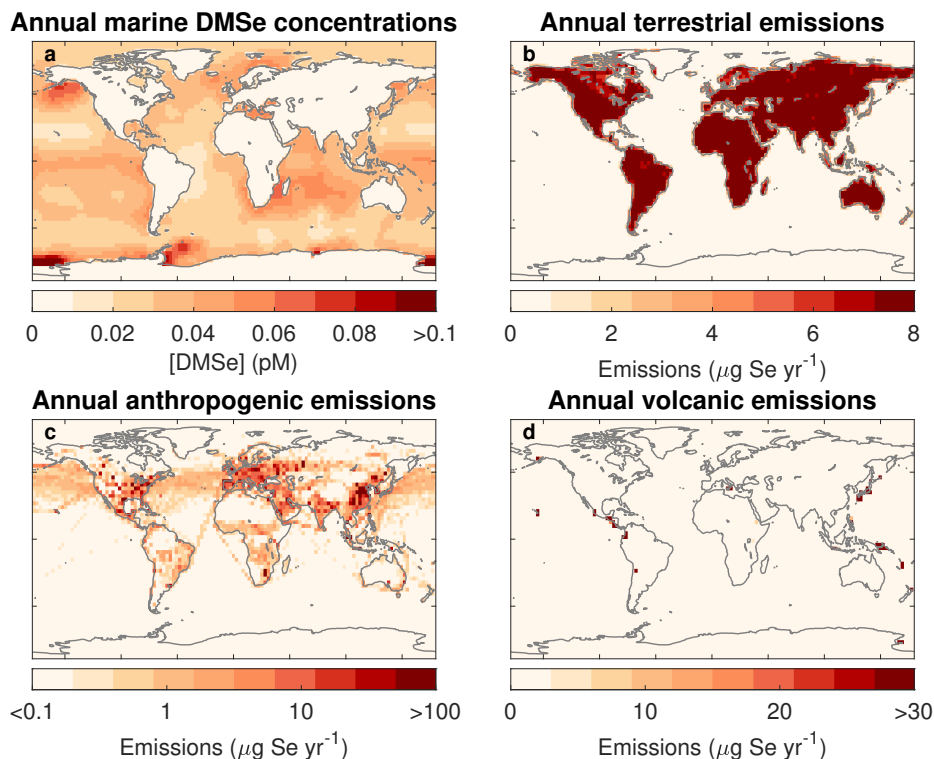 Annual marine DMSe concentrations
a
0 0.02 0.04 0.06 0.08 >0.1
[DMSe] (pM)
Annual terrestrial emissions
b
0 2 4 6 8
Emissions (μg Se yr⁻¹)
Annual anthropogenic emissions
c
<0.1 1 10 >100
Emissions (μg Se yr⁻¹)
Annual volcanic emissions
d
0 10 20 >30
Emissions (μg Se yr⁻¹)